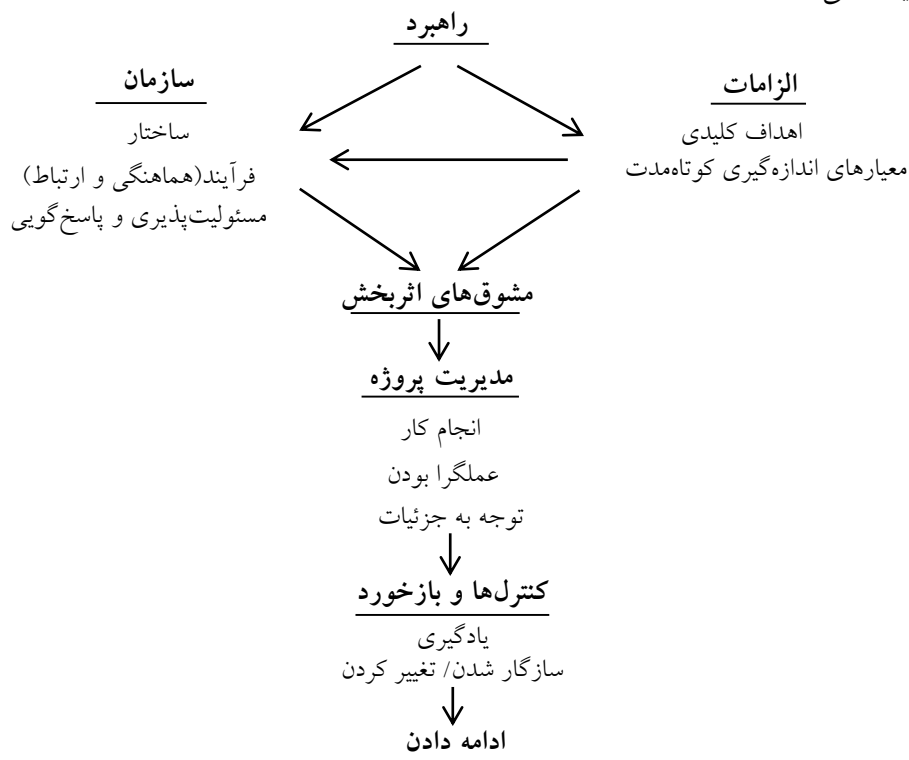 راهبرد
الزامات
اهداف کلیدی
معیارهای اندازه‌گیری کوتاه‌مدت
سازمان
ساختار
فرآیند(هماهنگی و ارتباط)
مسئولیت‌پذیری و پاسخ‌گویی
مشوق‌های اثربخش
مدیریت پروژه
انجام کار
عملگرا بودن
توجه به جزئیات
کنترل‌ها و بازخورد
یادگیری
سازگار شدن/ تغییر کردن
ادامه دادن